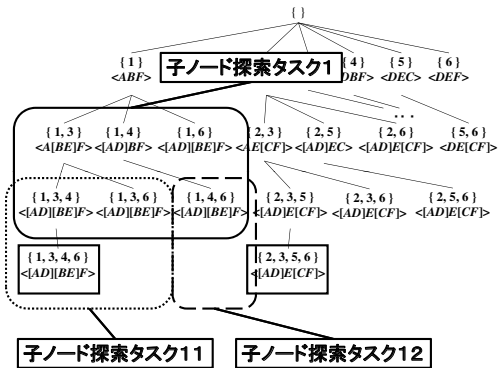 { }
{ 1 } { 4 } { 5 } { 6 }
<ABF> DBF> <DEC> <DEF>
子ノード探索タスク1
...
{ 1, 3 } { 1, 4 } { 1, 6 } { 2, 3 } { 2, 5 } { 2, 6 } { 5, 6 }
<A[BE]F> <[AD]BF> <[AD][BE]F> <AE[CF]> <[AD]EC> <[AD]E[CF]> <DE[CF]>
{ 1, 3, 4 } { 1, 3, 6 } { 1, 4, 6 } { 2, 3, 5 } { 2, 3, 6 } { 2, 5, 6 }
<[AD][BE]F> <[AD][BE]F> <[AD][BE]F> <[AD]E[CF]> <[AD]E[CF]> <[AD]E[CF]>
{ 1, 3, 4, 6 } { 2, 3, 5, 6 }
<[AD][BE]F> <[AD]E[CF]>
子ノード探索タスク11 子ノード探索タスク12